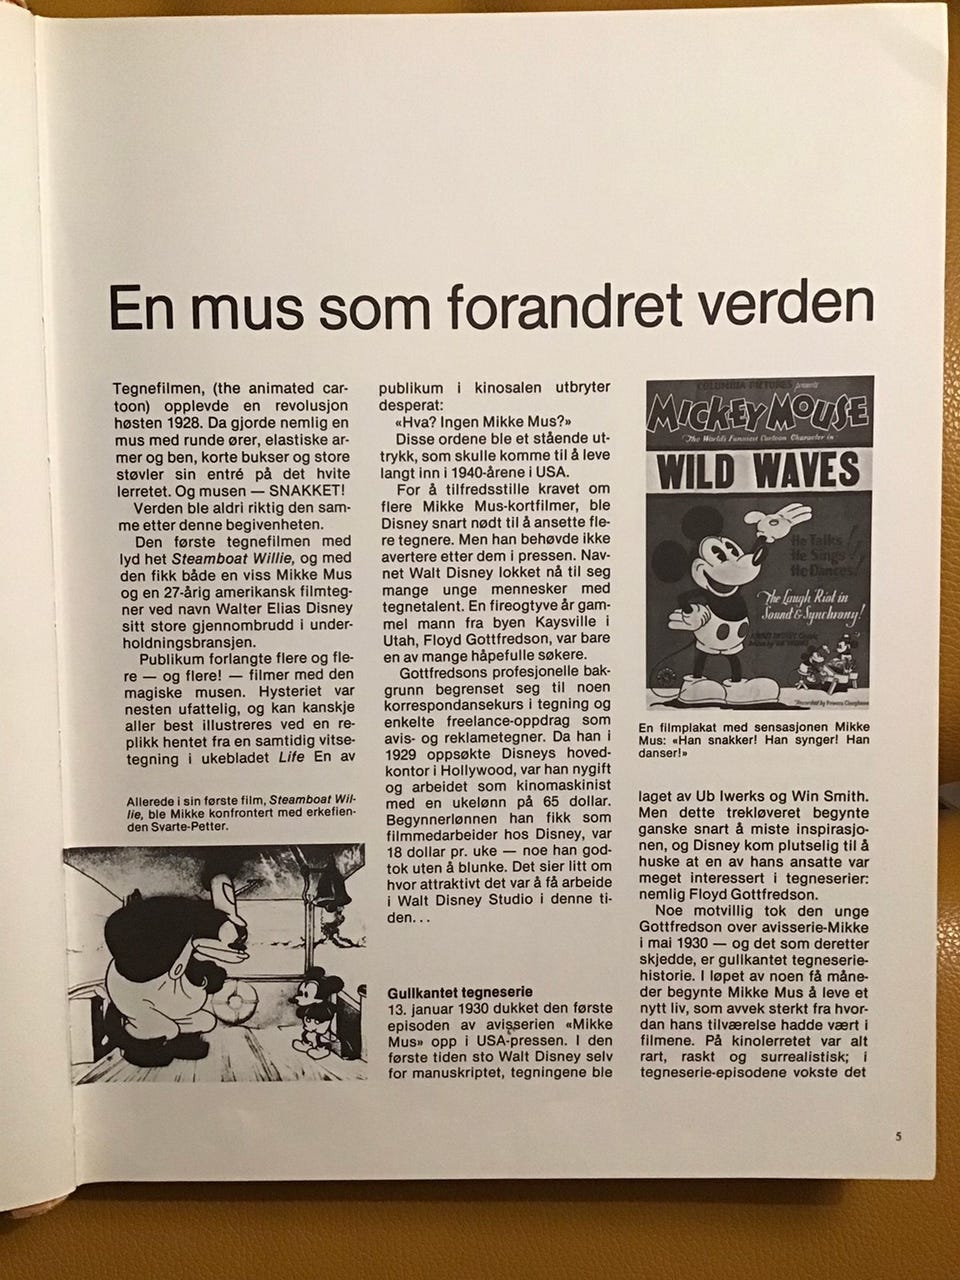 En mus som forandret verden
Tegnefilmen, (the animated car-
toon) opplevde en revolusjon
høsten 1928. Da gjorde nemlig en
mus med runde ører, elastiske ar-
mer og ben, korte bukser og store
støvler sin entré på det hvite
lerretet. Og musen — SNAKKET!
Verden ble aldri riktig den sam-
me etter denne begivenheten.
Den første tegnefilmen med
lyd het Steamboat Willie, og med
den fikk både en viss Mikke Mus
og en 27-årig amerikansk filmteg-
ner ved navn Walter Elias Disney
sitt store gjennombrudd i under-
holdningsbransjen.
Publikum forlangte flere og fle-
re — og flere! — filmer med den
magiske musen. Hysteriet var
nesten ufattelig, og kan kanskje
aller best illustreres ved en re-
plikk hentet fra en samtidig vitse-
tegning i ukebladet Life En av
Allerede i sin første film, Steamboat Wil-
lie, ble Mikke konfrontert med erkefien-
den Svarte-Petter.
publikum i kinosalen utbryter
desperat:
«Hva? Ingen Mikke Mus?»
Disse ordene ble et stående ut-
trykk, som skulle komme til å leve
langt inn i 1940-årene i USA.
For å tilfredsstille kravet om
flere Mikke Mus-kortfilmer, ble
Disney snart nødt til å ansette fle-
re tegnere. Men han behøvde ikke
avertere etter dem i pressen. Nav-
net Walt Disney lokket nå til seg
mange unge mennesker med
tegnetalent. En fireogtyve år gam-
mel mann fra byen Kaysville i
Utah, Floyd Gottfredson, var bare
en av mange håpefulle søkere.
Gottfredsons profesjonelle bak-
grunn begrenset seg til noen
korrespondansekurs i tegning og
enkelte freelance-oppdrag som
avis- og reklametegner. Da han i
1929 oppsøkte Disneys hoved-
kontor i Hollywood, var han nygift
og arbeidet som kinomaskinist
med en ukelønn på 65 dollar.
Begynnerlønnen han fikk som
filmmedarbeider hos Disney, var
18 dollar pr. uke — noe han god-
tok uten å blunke. Det sier litt om
hvor attraktivt det var å få arbeide
i Walt Disney Studio i denne ti-
den...
Gullkantet tegneserie
13. januar 1930 dukket den første
episoden av avisserien «Mikke
Mus» opp i USA-pressen. I den
første tiden sto Walt Disney selv
for manuskriptet, tegningene ble
COLUMBIA PICTURES presents
MICKEY MOUSE
The World's Funniest Cartoon Character in
WILD WAVES
He Talks!
He Sings!
He Dances!
The Laugh Riot in
Sound & Synchrony!
Recorded by Powers Cinephone
En filmplakat med sensasjonen Mikke
Mus: «Han snakker! Han synger! Han
danser!»
laget av Ub Iwerks og Win Smith.
Men dette trekløveret begynte
ganske snart å miste inspirasjo-
nen, og Disney kom plutselig til å
huske at en av hans ansatte var
meget interessert i tegneserier:
nemlig Floyd Gottfredson.
Noe motvillig tok den unge
Gottfredson over avisserie-Mikke
i mai 1930 — og det som deretter
skjedde, er gullkantet tegneserie-
historie. I løpet av noen få måne-
der begynte Mikke Mus å leve et
nytt liv, som avvek sterkt fra hvor-
dan hans tilværelse hadde vært i
filmene. På kinolerretet var alt
rart, raskt og surrealistisk; i
tegneserie-episodene vokste det
5